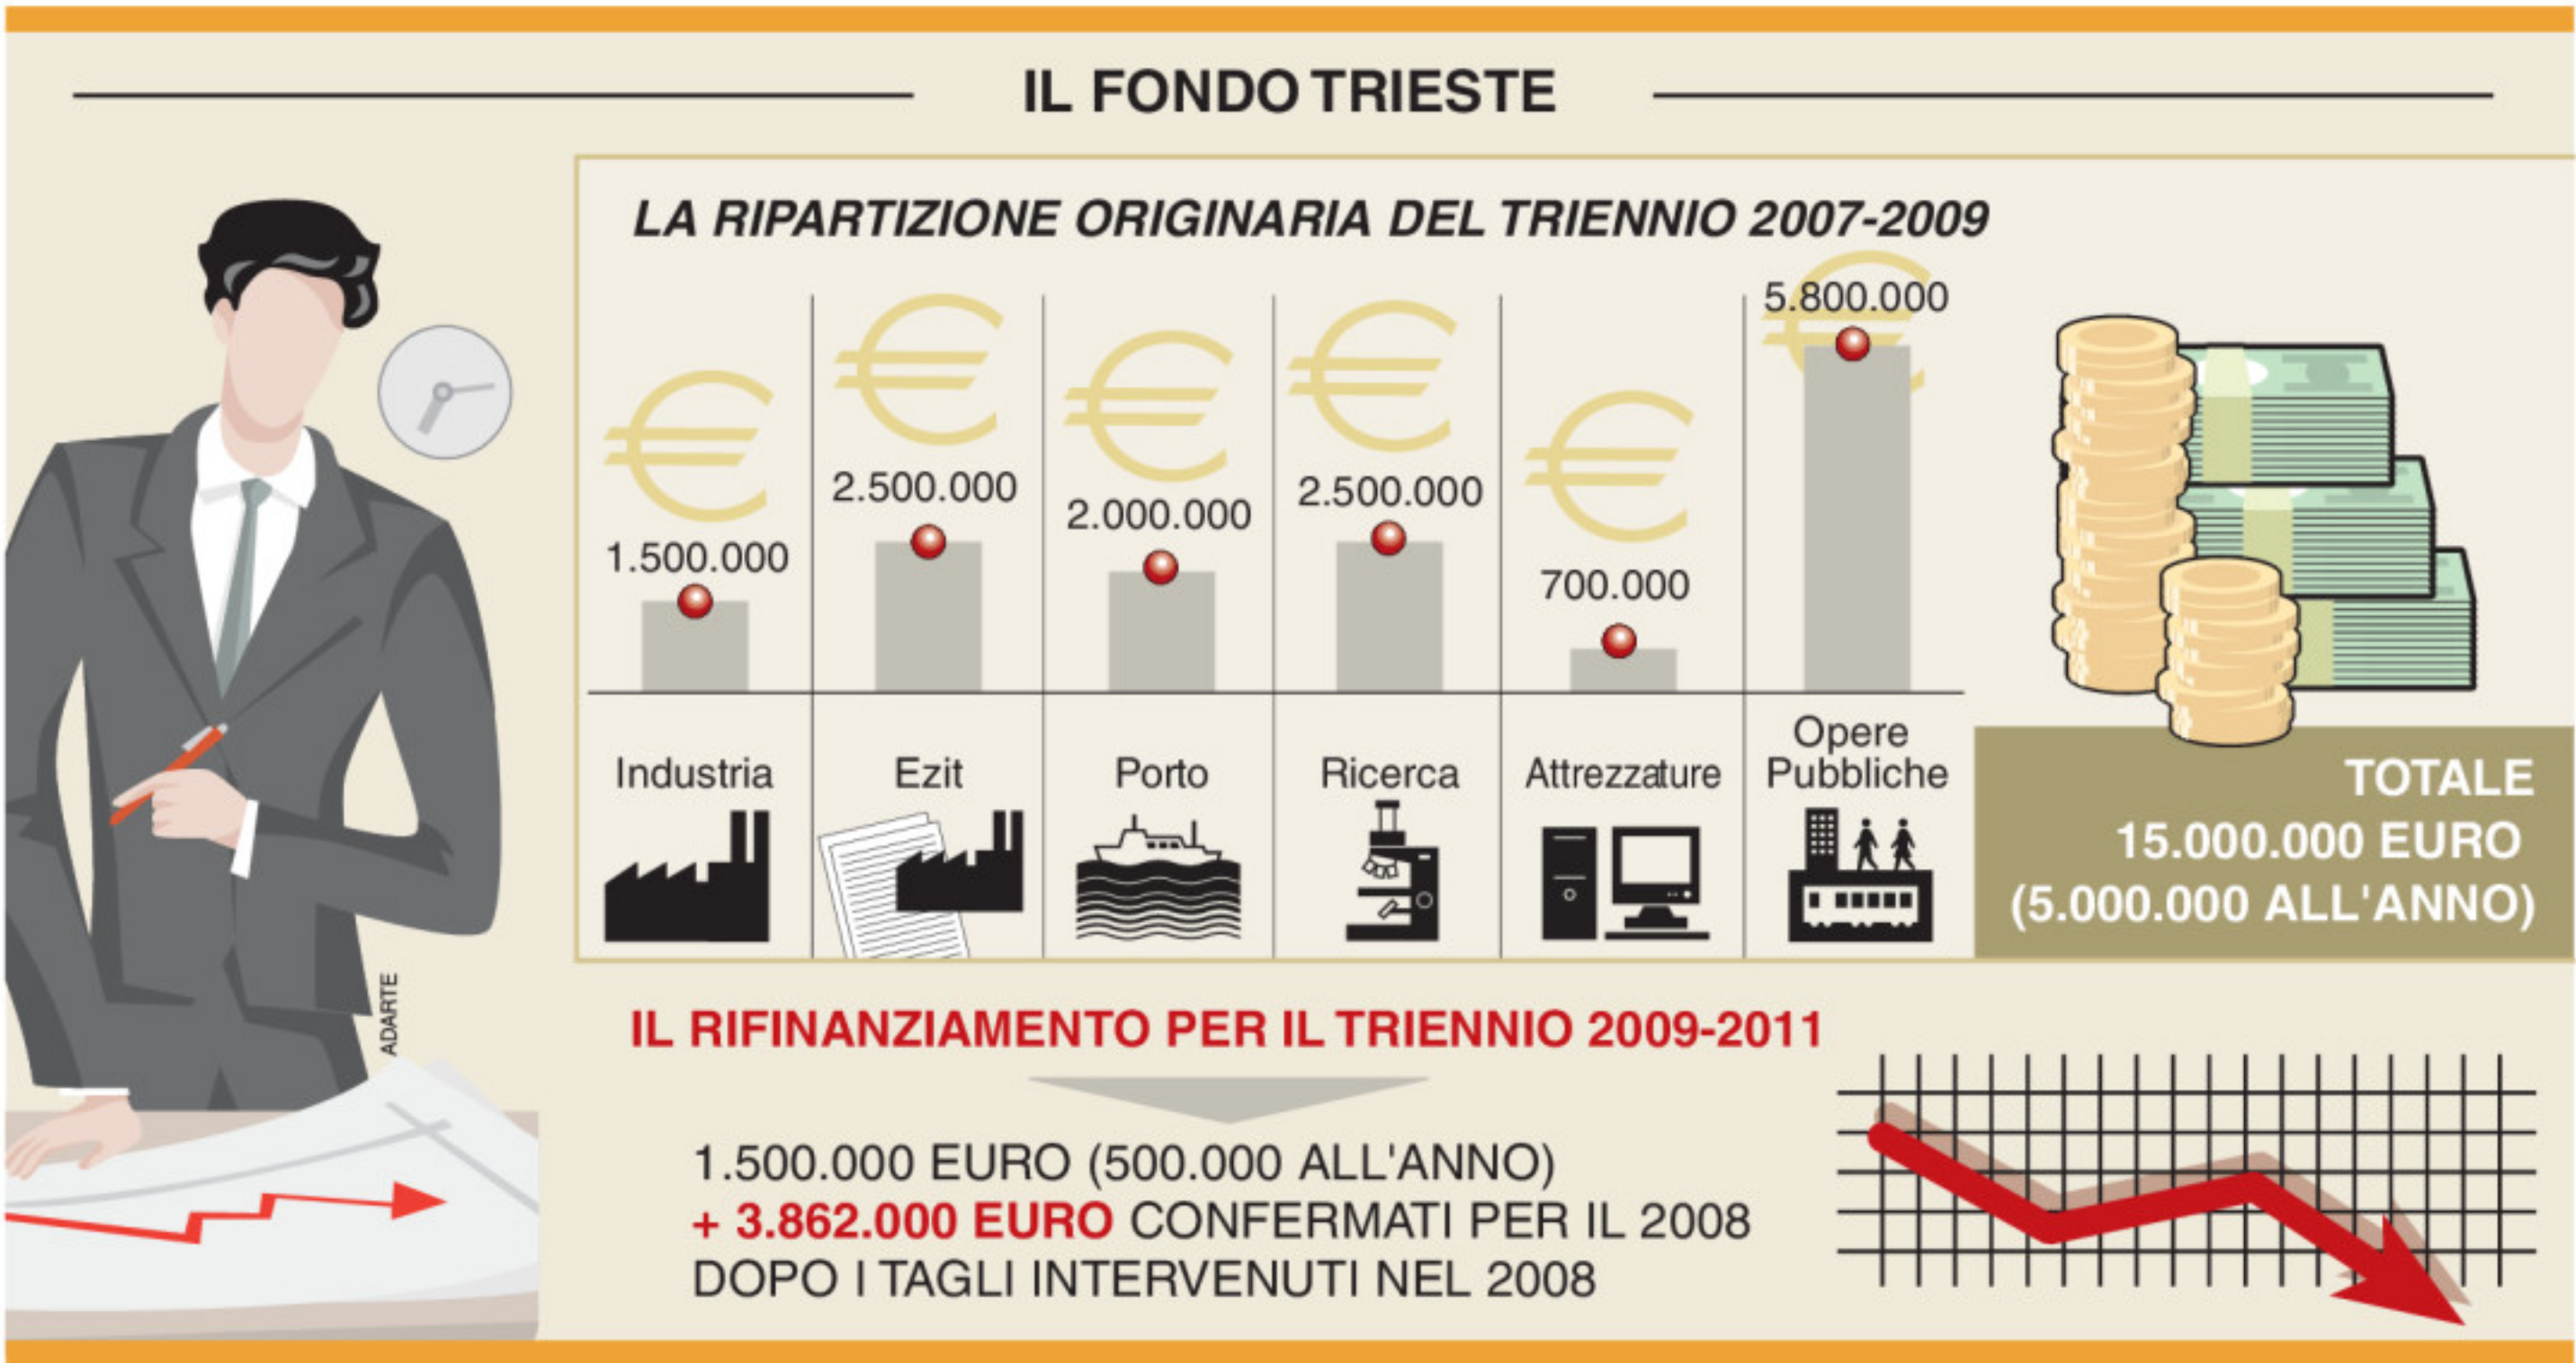 IL FONDO TRIESTE
LA RIPARTIZIONE ORIGINARIA DEL TRIENNIO 2007-2009
1.500.000
2.500.000
2.000.000
2.500.000
700.000
5.800.000
Industria
Ezit
Porto
Ricerca
Attrezzature
Opere
Pubbliche
TOTALE
15.000.000 EURO
(5.000.000 ALL'ANNO)
ADARTE
IL RIFINANZIAMENTO PER IL TRIENNIO 2009-2011
1.500.000 EURO (500.000 ALL'ANNO)
+ 3.862.000 EURO CONFERMATI PER IL 2008
DOPO I TAGLI INTERVENUTI NEL 2008